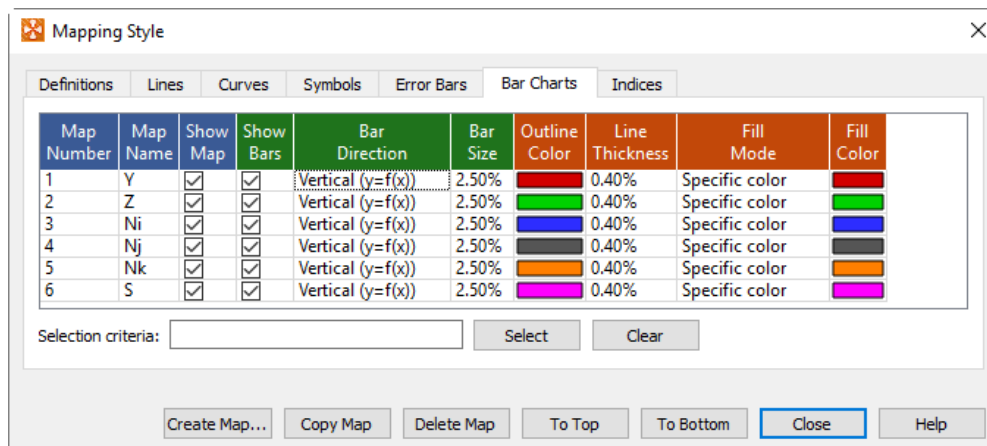 Mapping Style
Definitions Lines Curves Symbols Error Bars Bar Charts Indices
Map Number Map Name Show Map Show Bars Bar Direction Bar Size Outline Color Line Thickness Fill Mode Fill Color
1 Y Vertical (y=f(x)) 2.50% 0.40% Specific color
2 Z Vertical (y=f(x)) 2.50% 0.40% Specific color
3 Ni Vertical (y=f(x)) 2.50% 0.40% Specific color
4 Nj Vertical (y=f(x)) 2.50% 0.40% Specific color
5 Nk Vertical (y=f(x)) 2.50% 0.40% Specific color
6 S Vertical (y=f(x)) 2.50% 0.40% Specific color
Selection criteria: Select Clear
Create Map... Copy Map Delete Map To Top To Bottom Close Help